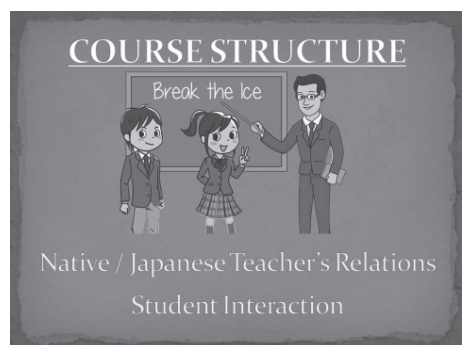 COURSE STRUCTURE
Break the Ice
Native / Japanese Teacher's Relations
Student Interaction